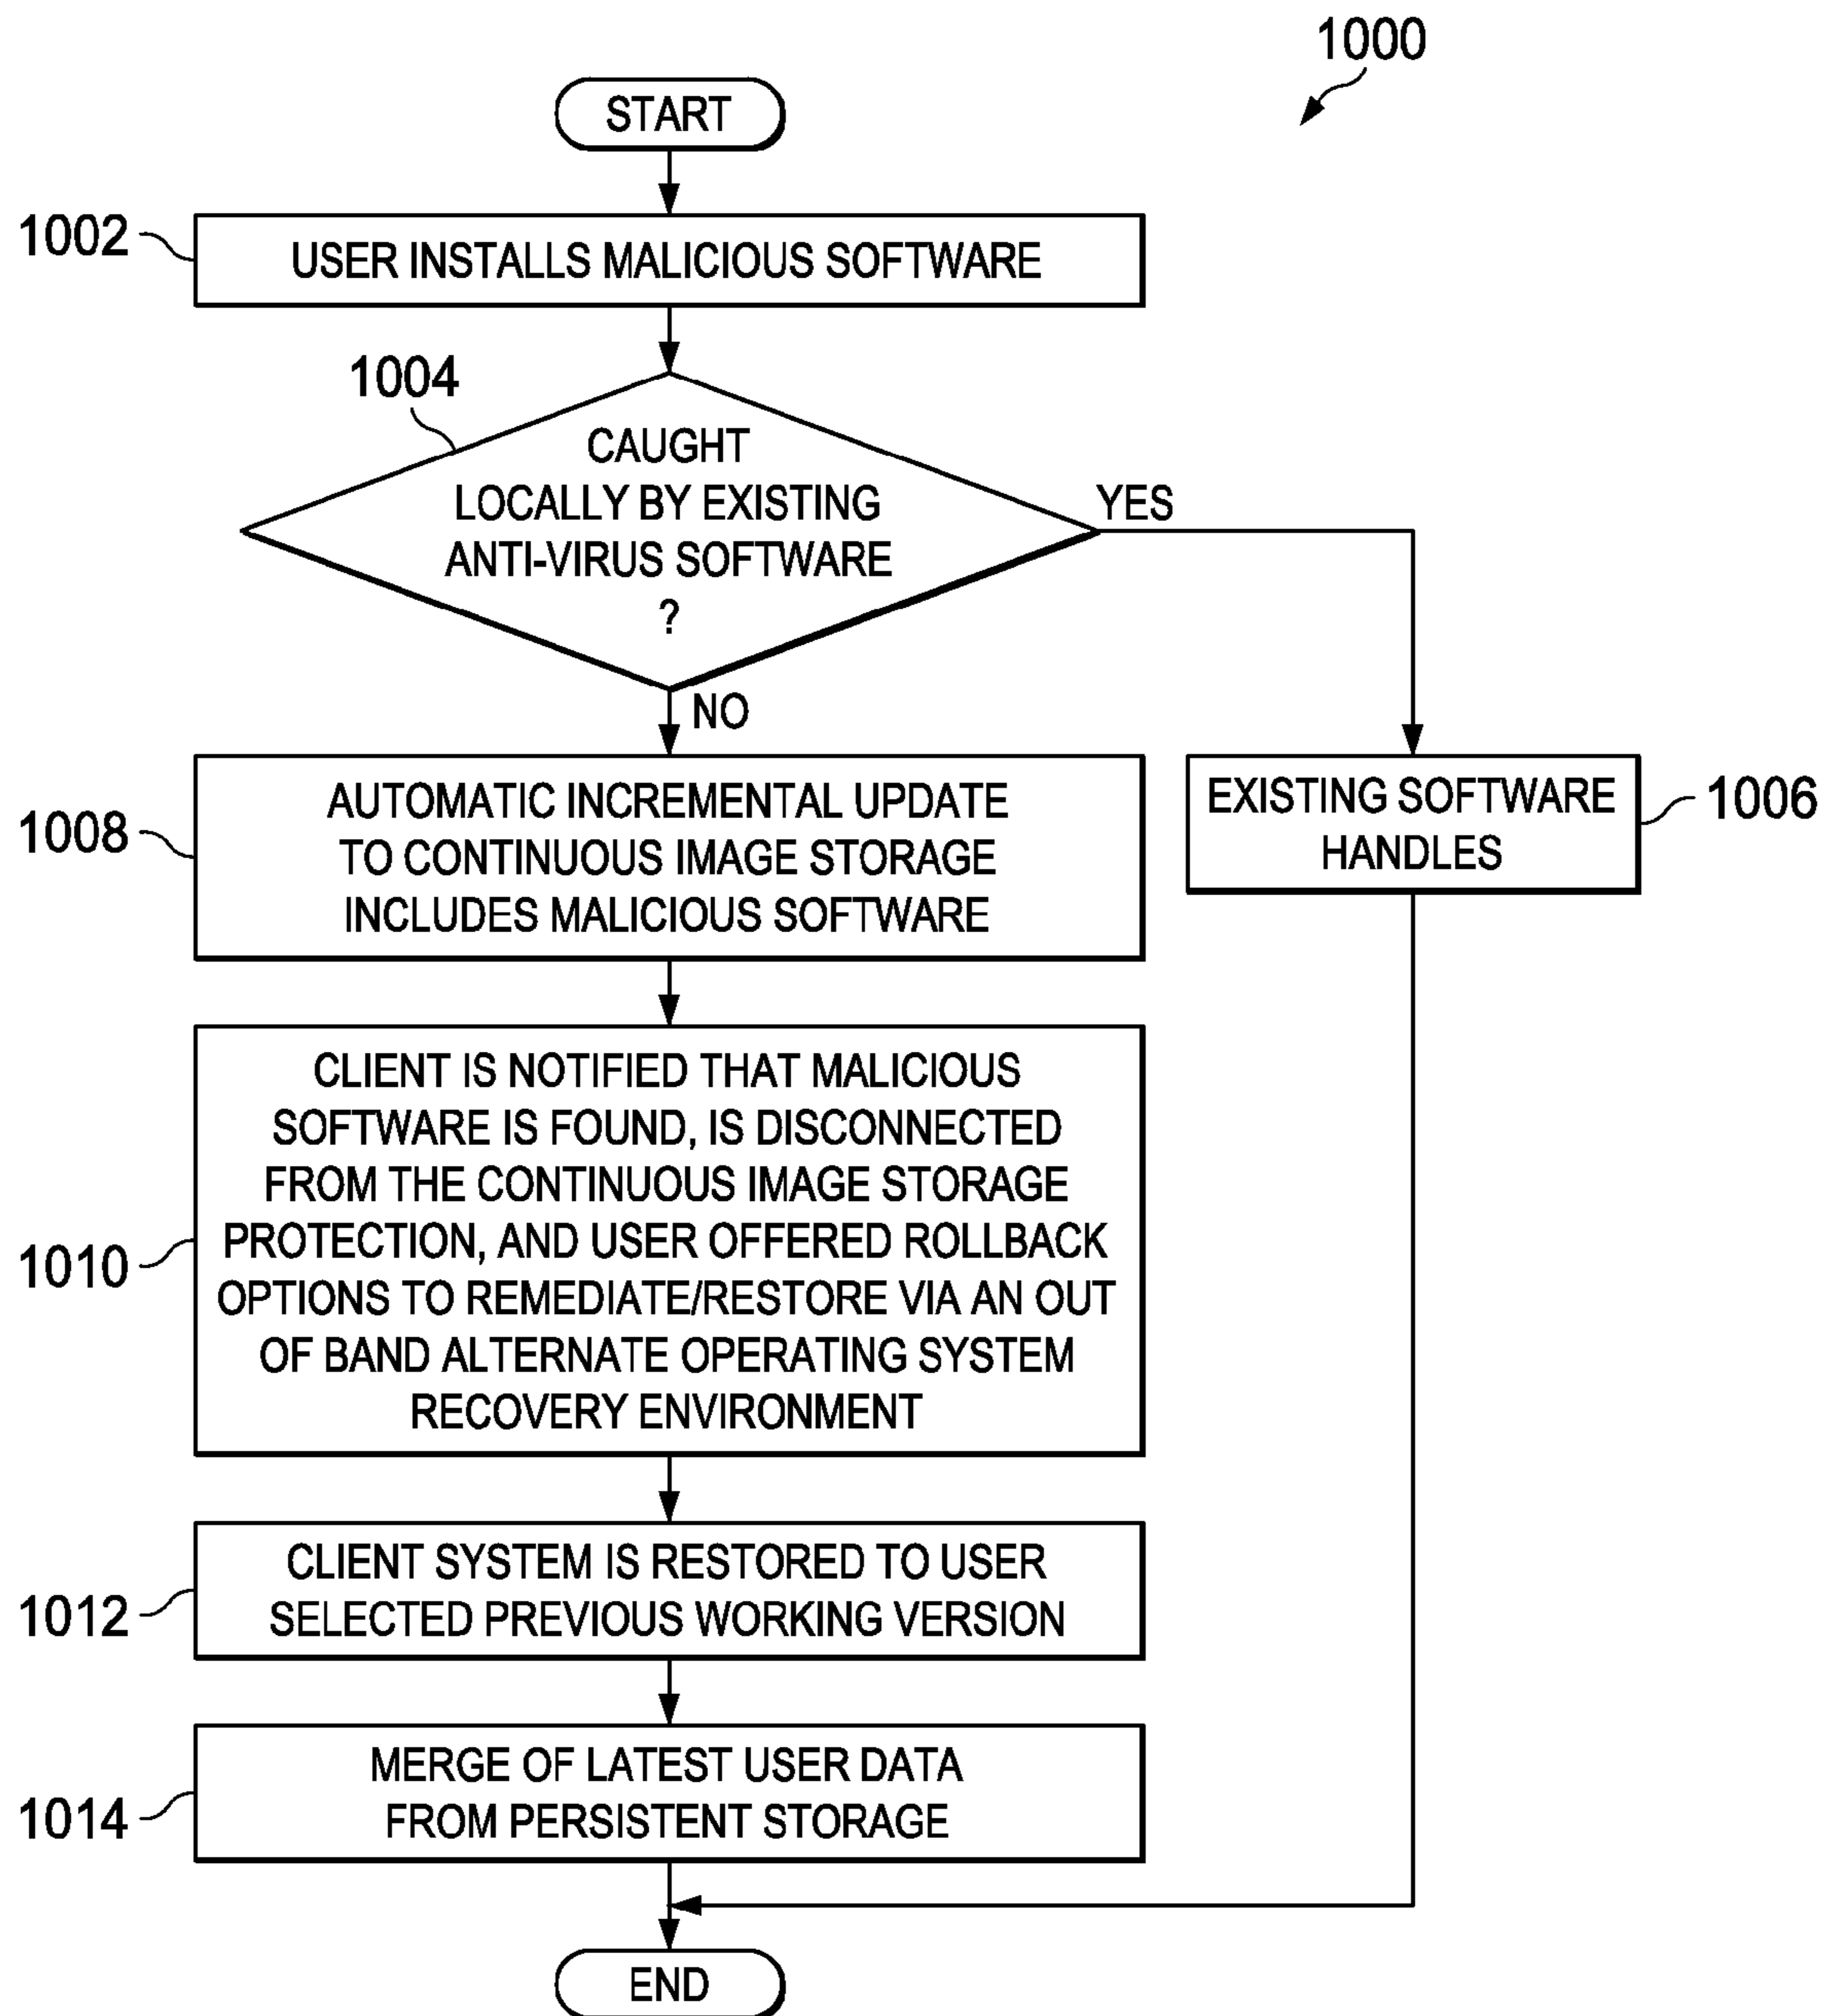 1000
START
1002
USER INSTALLS MALICIOUS SOFTWARE
1004
CAUGHT
LOCALLY BY EXISTING
ANTI-VIRUS SOFTWARE
?
YES
NO
1008
AUTOMATIC INCREMENTAL UPDATE
TO CONTINUOUS IMAGE STORAGE
INCLUDES MALICIOUS SOFTWARE
EXISTING SOFTWARE
HANDLES
1006
1010
CLIENT IS NOTIFIED THAT MALICIOUS
SOFTWARE IS FOUND, IS DISCONNECTED
FROM THE CONTINUOUS IMAGE STORAGE
PROTECTION, AND USER OFFERED ROLLBACK
OPTIONS TO REMEDIATE/RESTORE VIA AN OUT
OF BAND ALTERNATE OPERATING SYSTEM
RECOVERY ENVIRONMENT
1012
CLIENT SYSTEM IS RESTORED TO USER
SELECTED PREVIOUS WORKING VERSION
1014
MERGE OF LATEST USER DATA
FROM PERSISTENT STORAGE
END